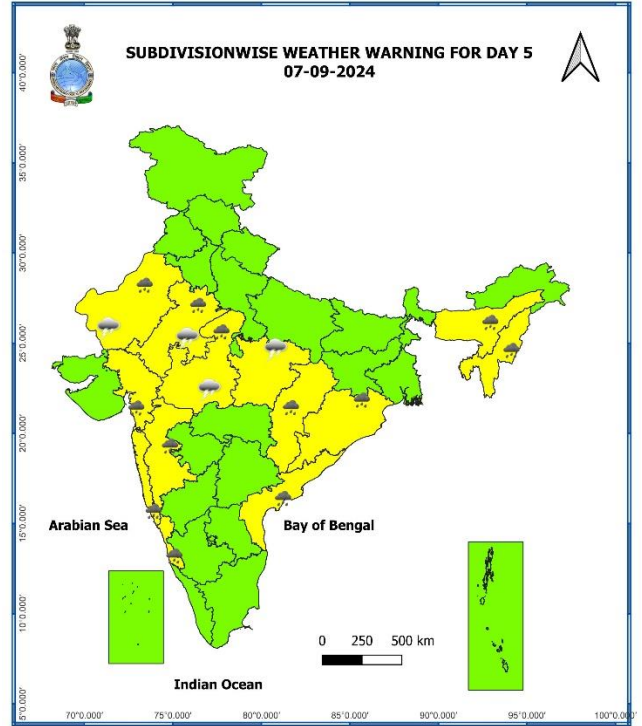 SUBDIVISIONWISE WEATHER WARNING FOR DAY 5
07-09-2024
40°0.000'
35°0.000'
30°0.000'
25°0.000'
20°0.000'
15°0.000'
10°0.000'
5°0.000'
Arabian Sea
Bay of Bengal
0 250 500 km
Indian Ocean
70°0.000' 75°0.000' 80°0.000' 85°0.000' 90°0.000' 95°0.000' 100°0.000'